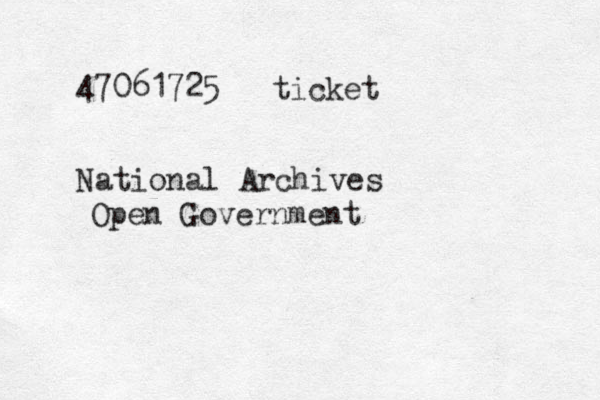 47061725 ticket
National Archives
Open Government